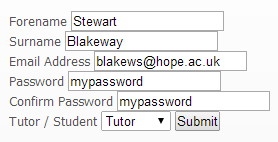 Forename Stewart
Surname Blakeway
Email Address blakews@hope.ac.uk
Password mypassword
Confirm Password mypassword
Tutor / Student Tutor Submit